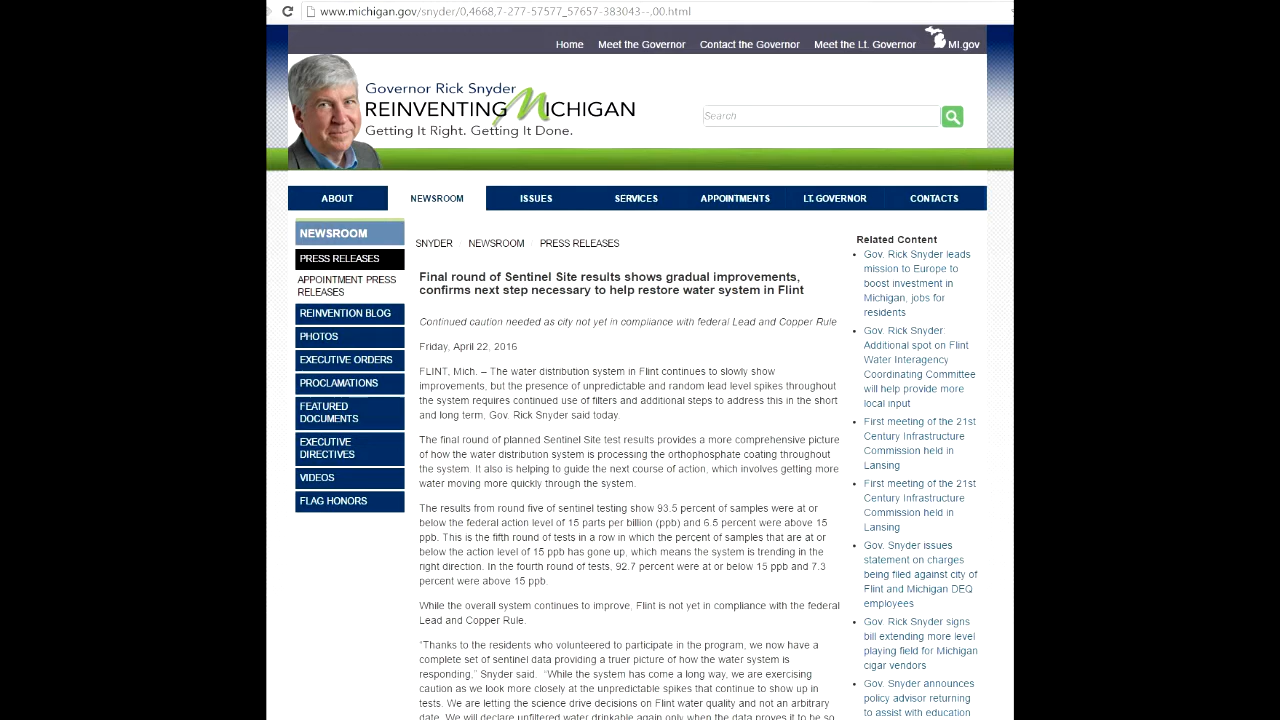 www.michigan.gov/snyder/0,4668,7-277-57577_57657-383043--,00.html
Home Meet the Governor Contact the Governor Meet the Lt. Governor MI.gov
Governor Rick Snyder
REINVENTING MICHIGAN
Getting It Right. Getting It Done.
Search
ABOUT NEWSROOM ISSUES SERVICES APPOINTMENTS LT. GOVERNOR CONTACTS
NEWSROOM
PRESS RELEASES
APPOINTMENT PRESS
RELEASES
REINVENTION BLOG
PHOTOS
EXECUTIVE ORDERS
PROCLAMATIONS
FEATURED
DOCUMENTS
EXECUTIVE
DIRECTIVES
VIDEOS
FLAG HONORS
SNYDER NEWSROOM PRESS RELEASES
Final round of Sentinel Site results shows gradual improvements,
confirms next step necessary to help restore water system in Flint
Continued caution needed as city not yet in compliance with federal Lead and Copper Rule
Friday, April 22, 2016
FLINT, Mich. – The water distribution system in Flint continues to slowly show
improvements, but the presence of unpredictable and random lead level spikes throughout
the system requires continued use of filters and additional steps to address this in the short
and long term, Gov. Rick Snyder said today.
The final round of planned Sentinel Site test results provides a more comprehensive picture
of how the water distribution system is processing the orthophosphate coating throughout
the system. It also is helping to guide the next course of action, which involves getting more
water moving more quickly through the system.
The results from round five of sentinel testing show 93.5 percent of samples were at or
below the federal action level of 15 parts per billion (ppb) and 6.5 percent were above 15
ppb. This is the fifth round of tests in a row in which the percent of samples that are at or
below the action level of 15 ppb has gone up, which means the system is trending in the
right direction. In the fourth round of tests, 92.7 percent were at or below 15 ppb and 7.3
percent were above 15 ppb.
While the overall system continues to improve, Flint is not yet in compliance with the federal
Lead and Copper Rule.
“Thanks to the residents who volunteered to participate in the program, we now have a
complete set of sentinel data providing a truer picture of how the water system is
responding,” Snyder said. “While the system has come a long way, we are exercising
caution as we look more closely at the unpredictable spikes that continue to show up in
tests. We are letting the science drive decisions on Flint water quality and not an arbitrary
date. We will declare unfiltered water drinkable again only when the data proves it to be so
Related Content
Gov. Rick Snyder leads
mission to Europe to
boost investment in
Michigan, jobs for
residents
Gov. Rick Snyder:
Additional spot on Flint
Water Interagency
Coordinating Committee
will help provide more
local input
First meeting of the 21st
Century Infrastructure
Commission held in
Lansing
First meeting of the 21st
Century Infrastructure
Commission held in
Lansing
Gov. Snyder issues
statement on charges
being filed against city of
Flint and Michigan DEQ
employees
Gov. Rick Snyder signs
bill extending more level
playing field for Michigan
cigar vendors
Gov. Snyder announces
policy advisor returning
to assist with education